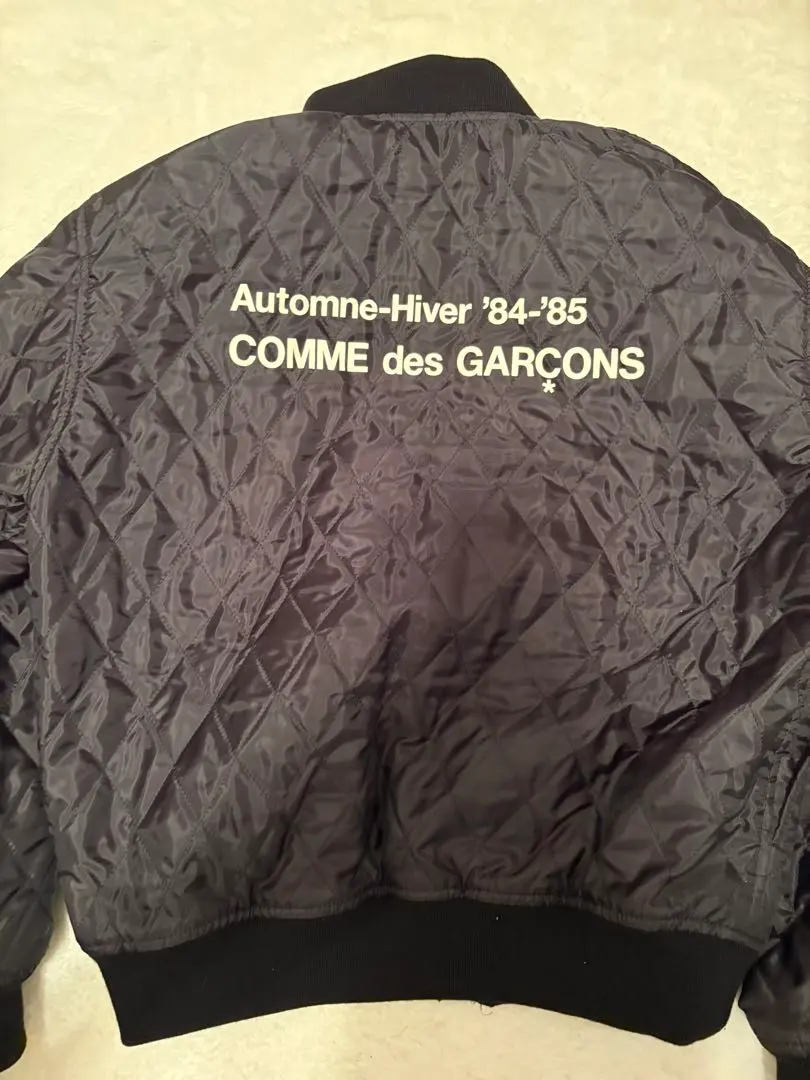 Automne-Hiver ’84-’85
COMME des GARÇONS
*